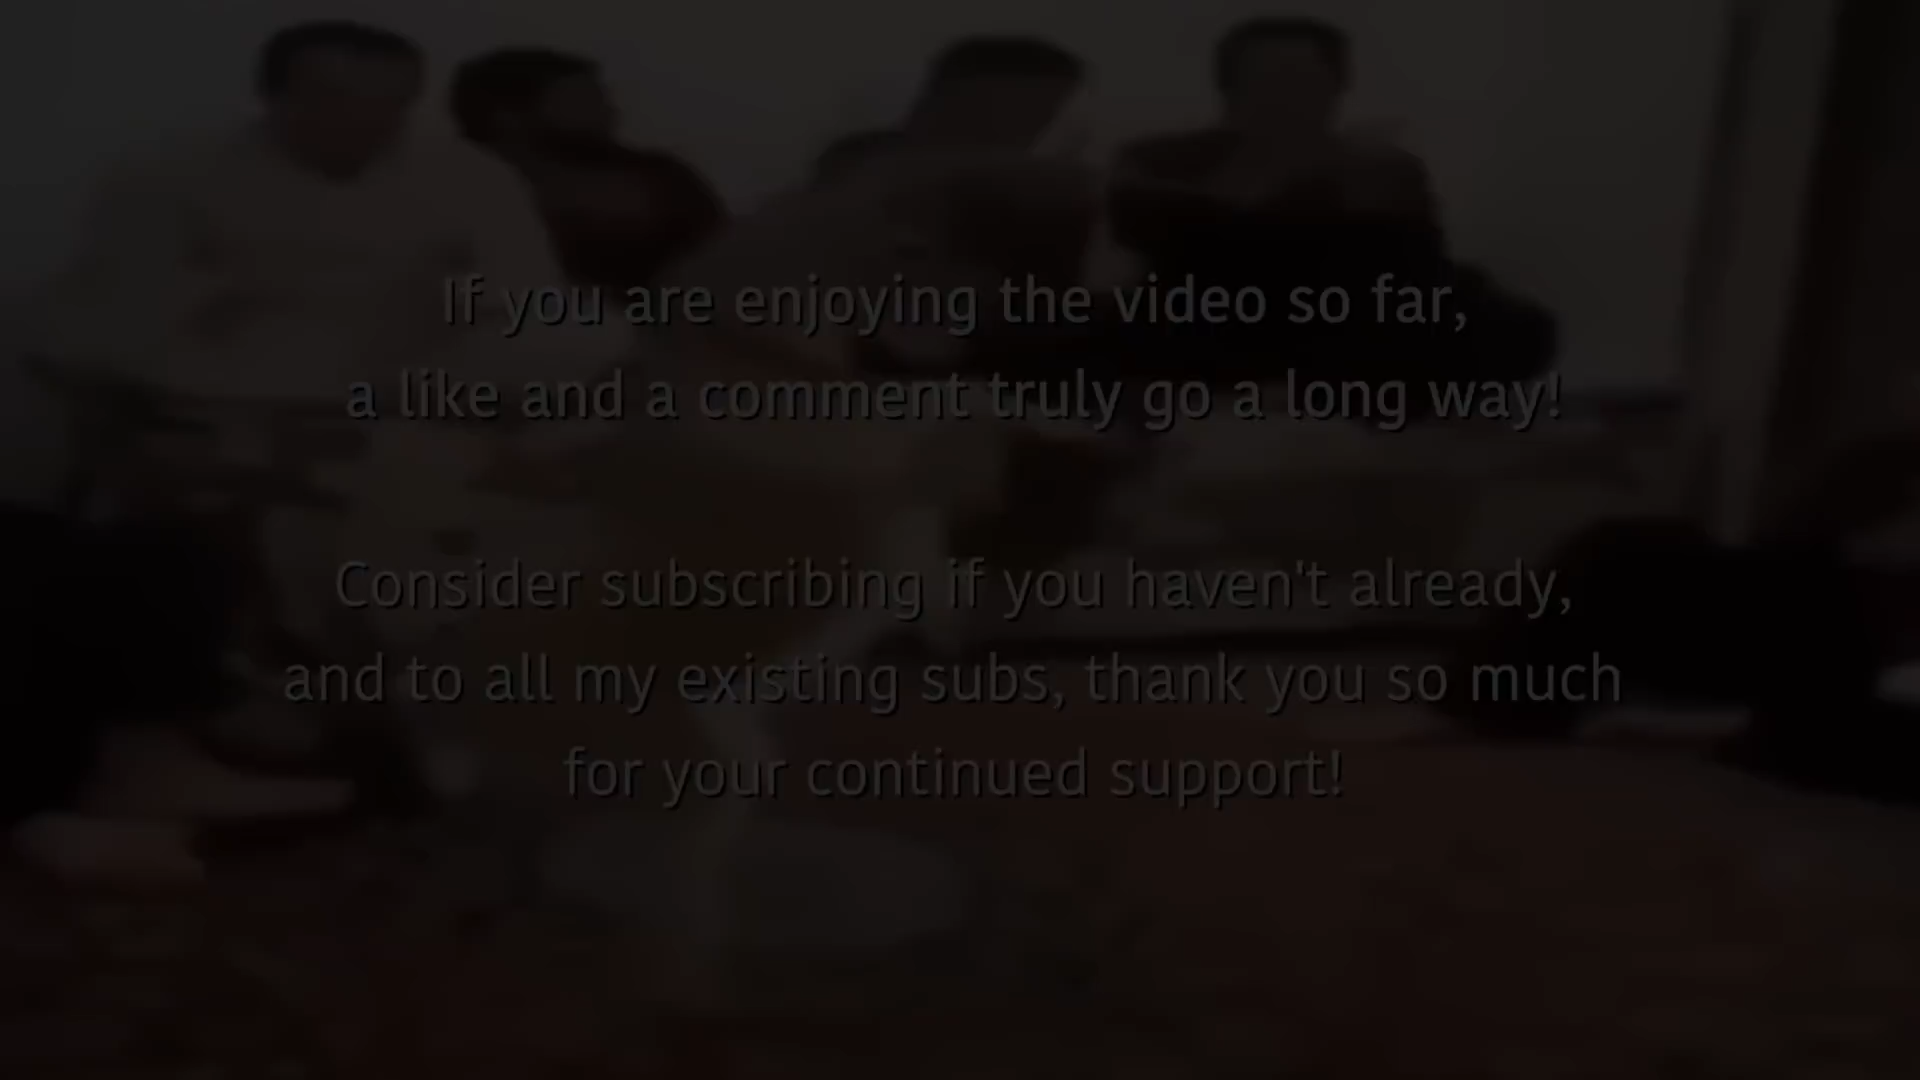 If you are enjoying the video so far,
a like and a comment truly go a long way!
Consider subscribing if you haven't already,
and to all my existing subs, thank you so much
for your continued support!